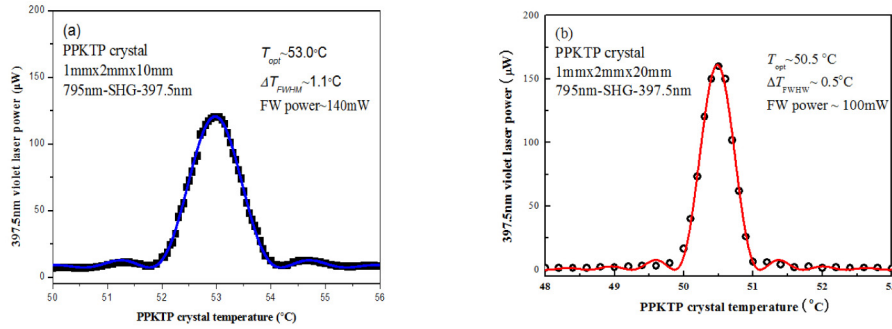 (a)
PPKTP crystal
1mmx2mmx10mm
795nm-SHG-397.5nm
T_opt~53.0°C
ΔT_FWHM~1.1°C
FW power~140mW
397.5nm violet laser power (μW)
200
150
100
50
0
50 51 52 53 54 55 56
PPKTP crystal temperature (°C)
(b)
PPKTP crystal
1mmx2mmx20mm
795nm-SHG-397.5nm
T_opt~50.5 °C
ΔT_FWHW~ 0.5°C
FW power ~ 100mW
397.5nm violet laser power ( μW)
200
150
100
50
0
48 49 50 51 52 5
PPKTP crystal temperature ( °C)